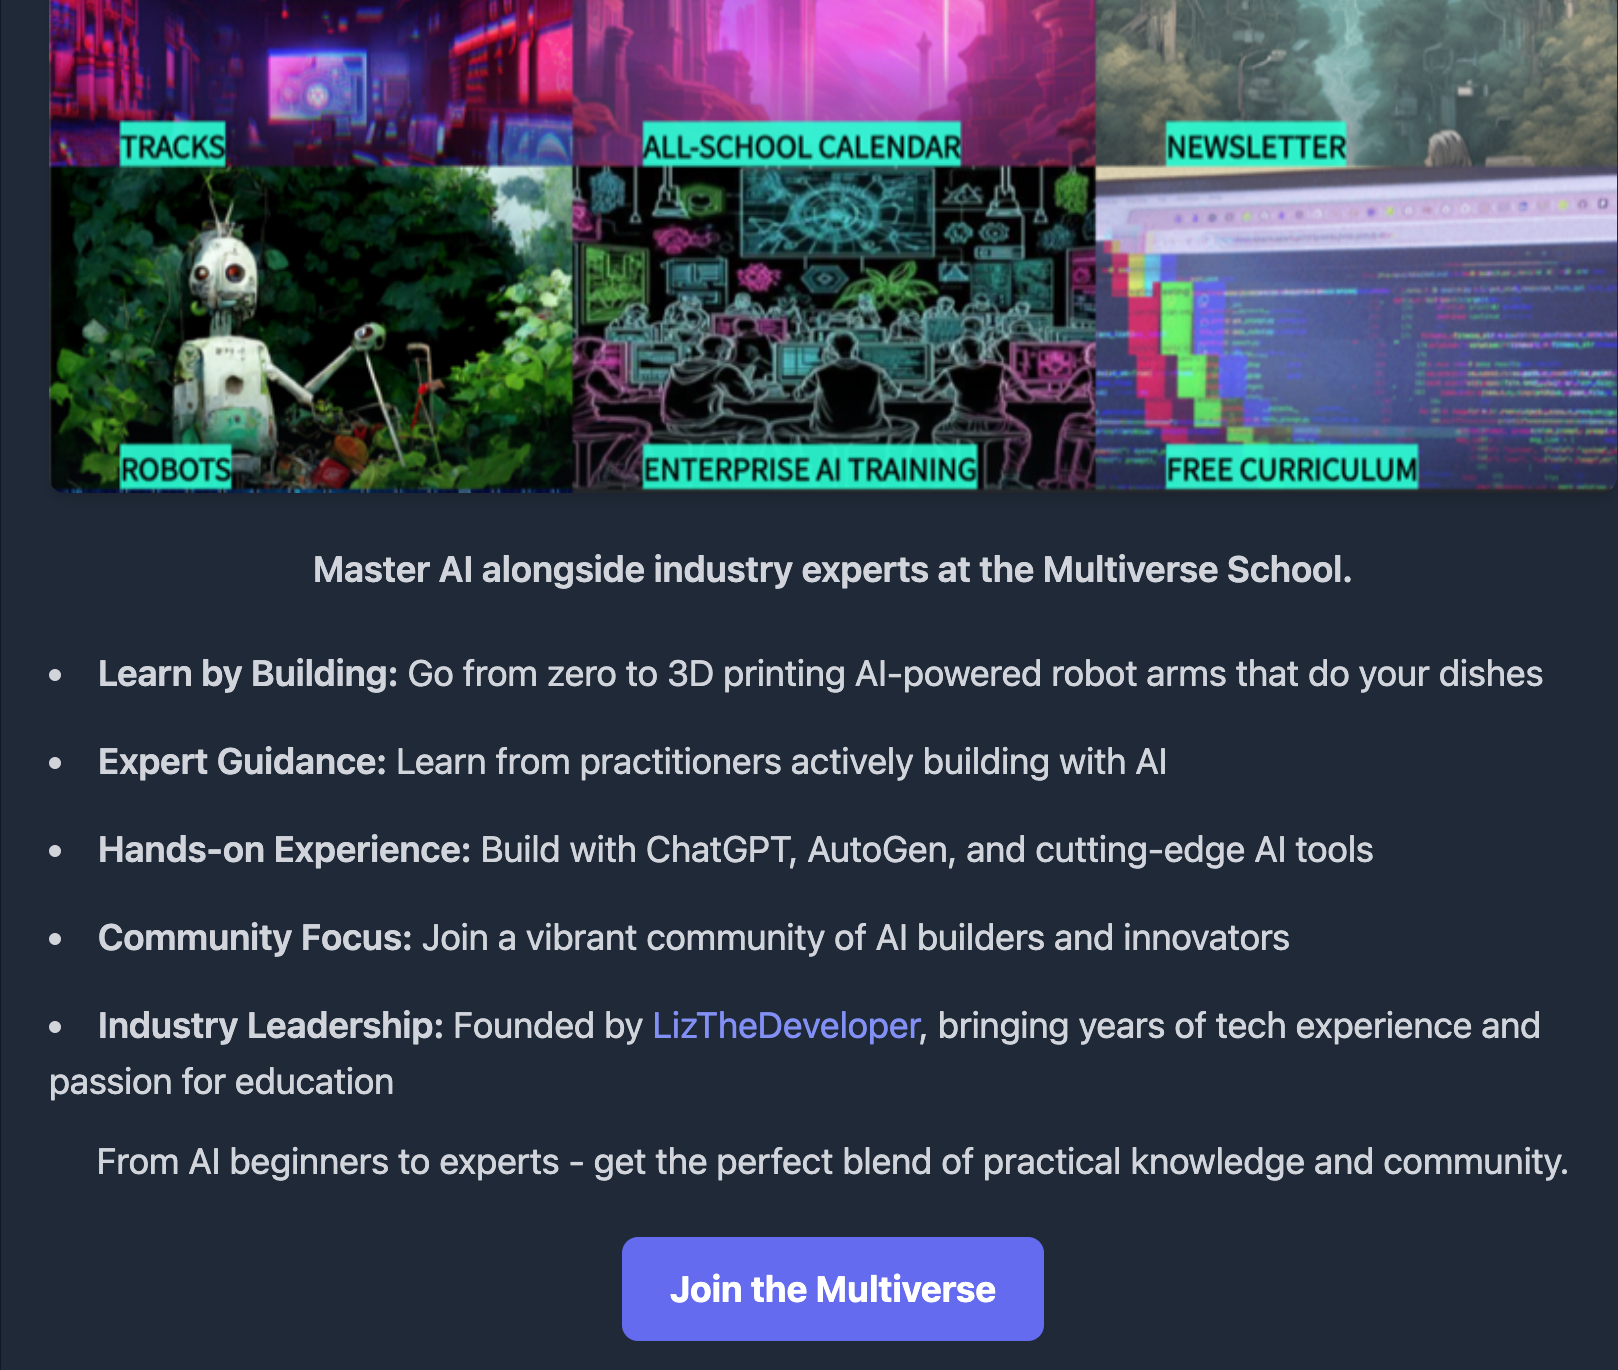 TRACKS
ALL-SCHOOL CALENDAR
NEWSLETTER
ROBOTS
ENTERPRISE AI TRAINING
FREE CURRICULUM
Master AI alongside industry experts at the Multiverse School.
• Learn by Building: Go from zero to 3D printing AI-powered robot arms that do your dishes
• Expert Guidance: Learn from practitioners actively building with AI
• Hands-on Experience: Build with ChatGPT, AutoGen, and cutting-edge AI tools
• Community Focus: Join a vibrant community of AI builders and innovators
• Industry Leadership: Founded by LizTheDeveloper, bringing years of tech experience and
passion for education
From AI beginners to experts - get the perfect blend of practical knowledge and community.
Join the Multiverse